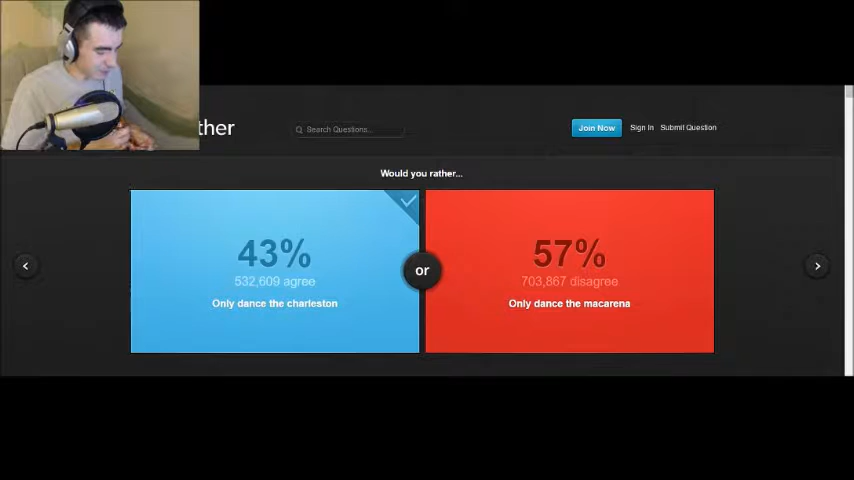 ther
Search Questions...
Join Now
Sign In
Submit Question
Would you rather...
43%
532,609 agree
Only dance the charleston
or
57%
703,867 disagree
Only dance the macarena